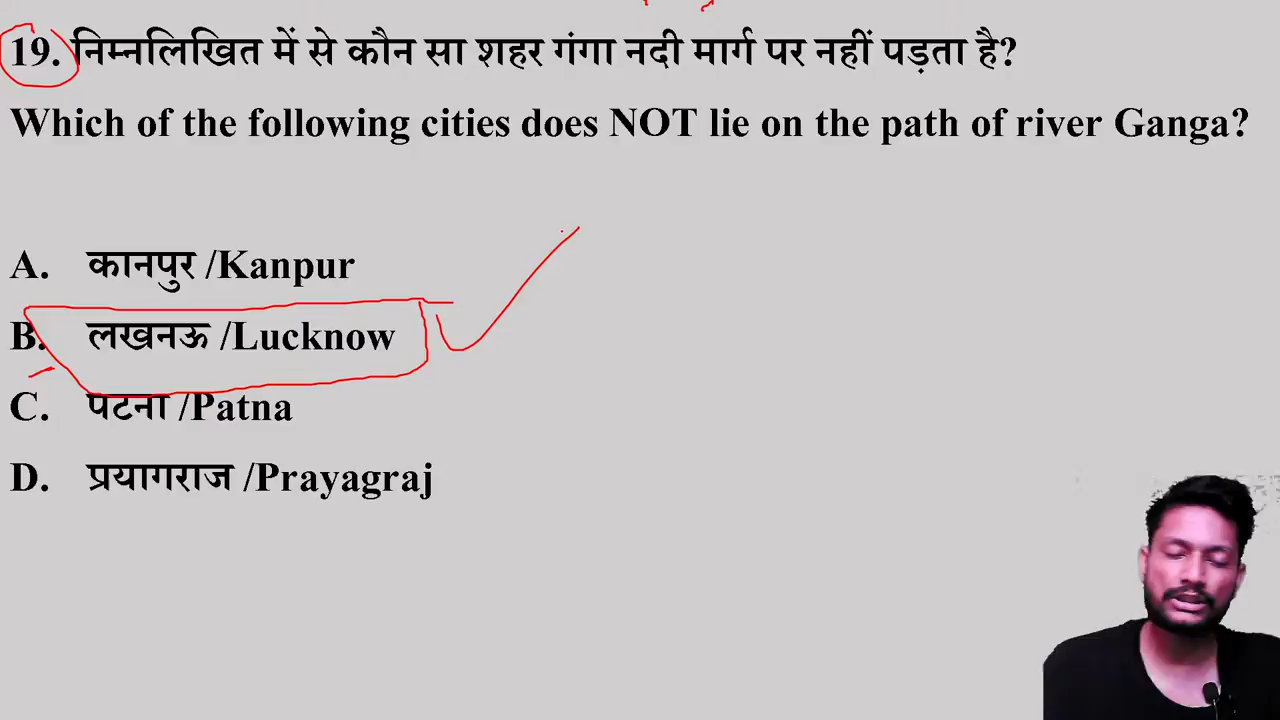 19. निम्नलिखित में से कौन सा शहर गंगा नदी मार्ग पर नहीं पड़ता है?
Which of the following cities does NOT lie on the path of river Ganga?
A. कानपुर /Kanpur
B. लखनऊ /Lucknow
C. पटना /Patna
D. प्रयागराज /Prayagraj